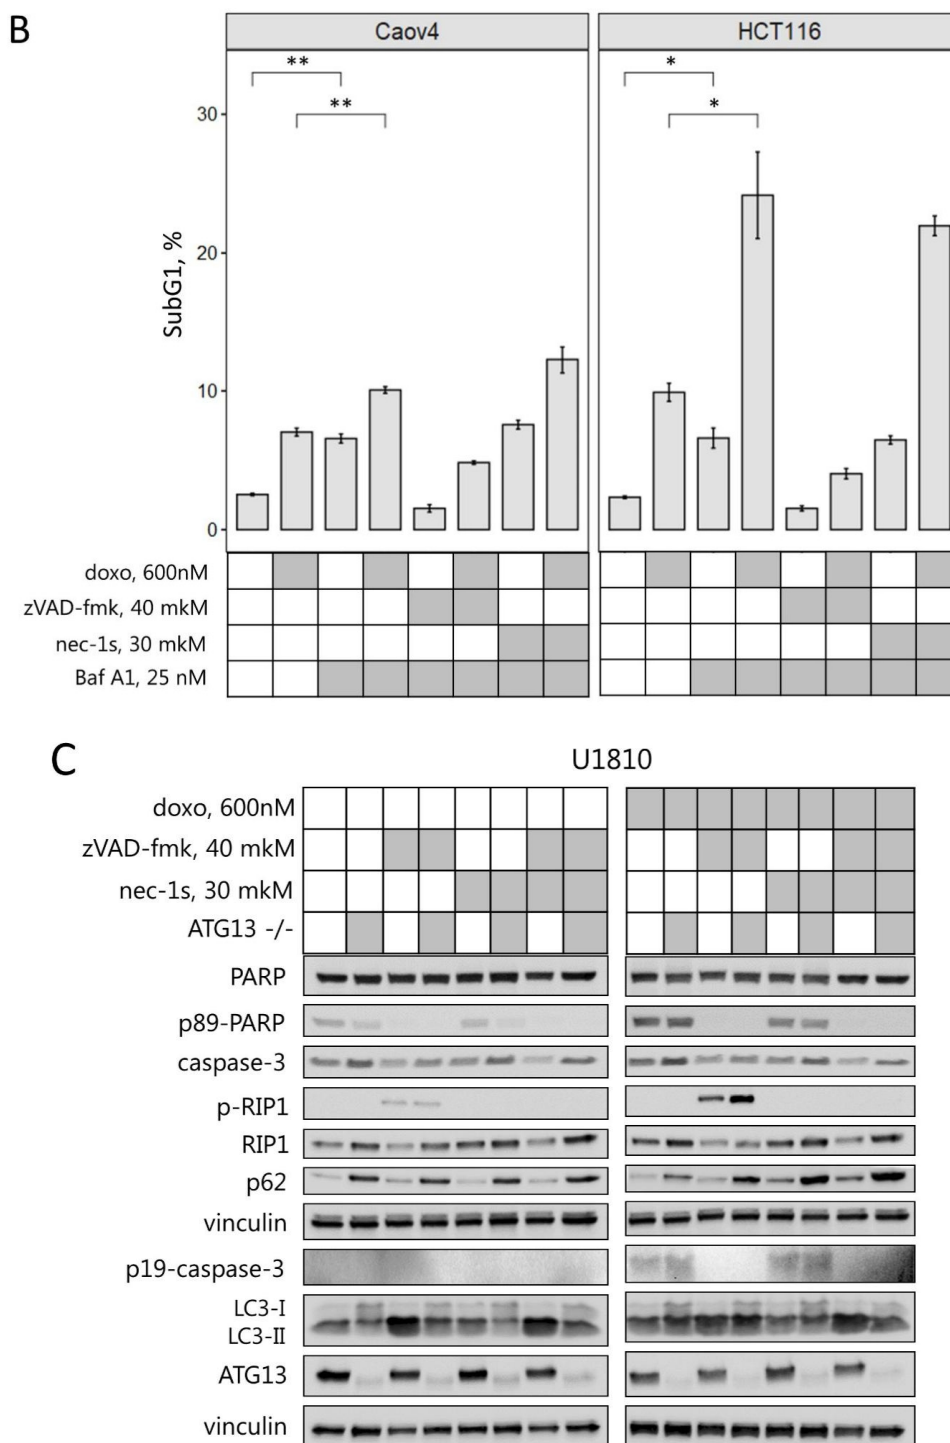 B
Caov4
HCT116
** *
** *
30
20
10
0
SubG1, %
doxo, 600nM
zVAD-fmk, 40 mkM
nec-1s, 30 mkM
Baf A1, 25 nM
C
U1810
doxo, 600nM
zVAD-fmk, 40 mkM
nec-1s, 30 mkM
ATG13 -/-
PARP
p89-PARP
caspase-3
p-RIP1
RIP1
p62
vinculin
p19-caspase-3
LC3-I
LC3-II
ATG13
vinculin